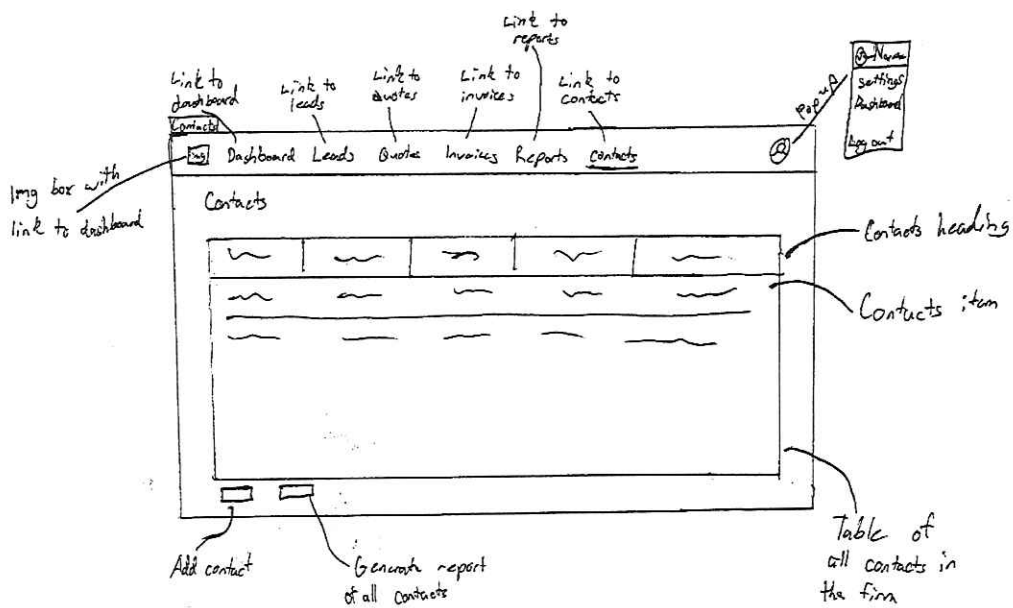 Link to
reports
Link to
dashboard
Link to
leads
Link to
quotes
Link to
invoices
Link to
contacts
Pop up
Name
Settings
Dashboard
Log out
Contacts
Img
Dashboard
Leads
Quotes
Invoices
Reports
Contacts
Img box with
link to dashboard
Contacts
Contacts heading
Contacts item
Add contact
Generate report
of all contacts
Table of
all contacts in
the firm